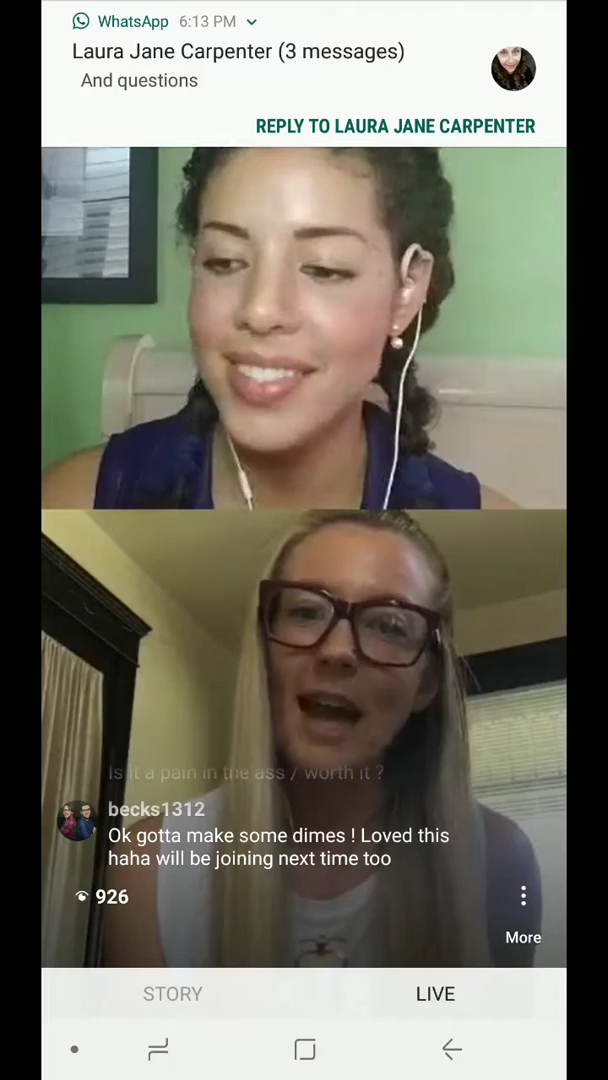 WhatsApp 6:13 PM
Laura Jane Carpenter (3 messages)
And questions
REPLY TO LAURA JANE CARPENTER
Is it a pain in the ass / worth it ?
becks1312
Ok gotta make some dimes ! Loved this
haha will be joining next time too
926
More
STORY LIVE